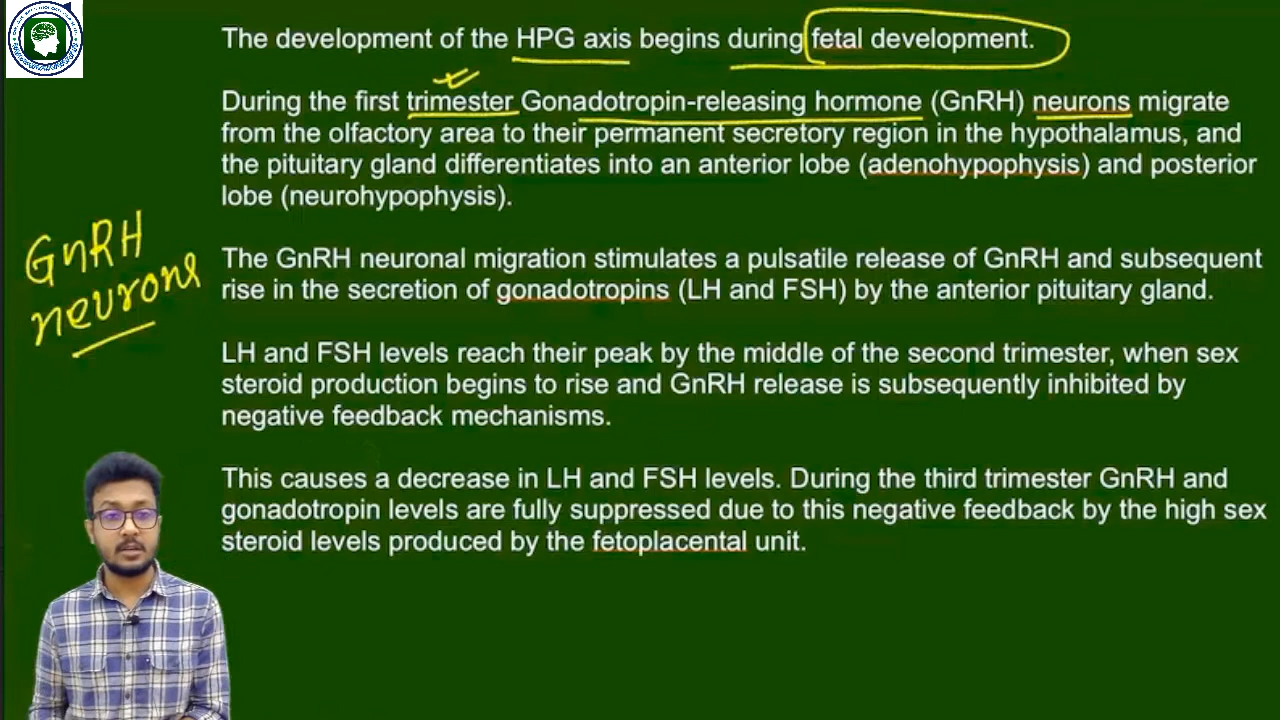 The development of the HPG axis begins during fetal development.
During the first trimester Gonadotropin-releasing hormone (GnRH) neurons migrate
from the olfactory area to their permanent secretory region in the hypothalamus, and
the pituitary gland differentiates into an anterior lobe (adenohypophysis) and posterior
lobe (neurohypophysis).
GnRH
neurons
The GnRH neuronal migration stimulates a pulsatile release of GnRH and subsequent
rise in the secretion of gonadotropins (LH and FSH) by the anterior pituitary gland.
LH and FSH levels reach their peak by the middle of the second trimester, when sex
steroid production begins to rise and GnRH release is subsequently inhibited by
negative feedback mechanisms.
This causes a decrease in LH and FSH levels. During the third trimester GnRH and
gonadotropin levels are fully suppressed due to this negative feedback by the high sex
steroid levels produced by the fetoplacental unit.